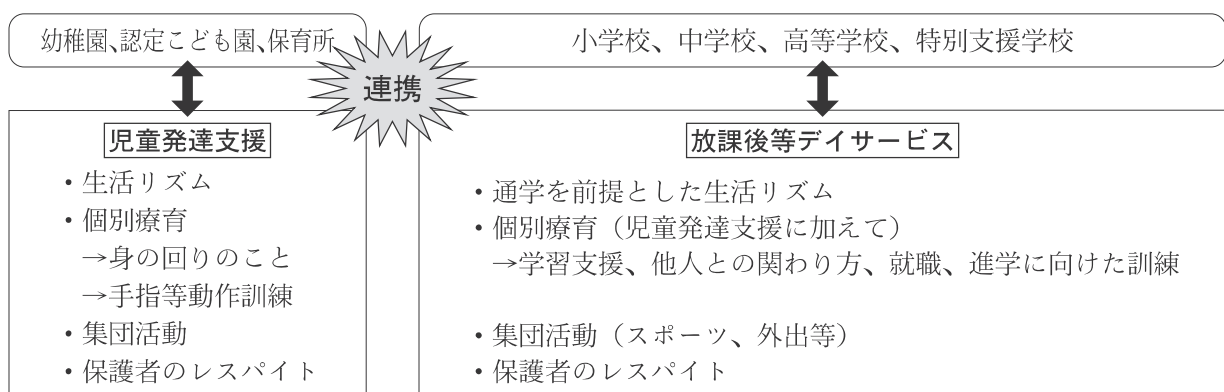 幼稚園、認定こども園、保育所
小学校、中学校、高等学校、特別支援学校
連携
児童発達支援
・生活リズム
・個別療育
→身の回りのこと
→手指等動作訓練
・集団活動
・保護者のレスパイト
放課後等デイサービス
・通学を前提とした生活リズム
・個別療育（児童発達支援に加えて）
→学習支援、他人との関わり方、就職、進学に向けた訓練
・集団活動（スポーツ、外出等）
・保護者のレスパイト